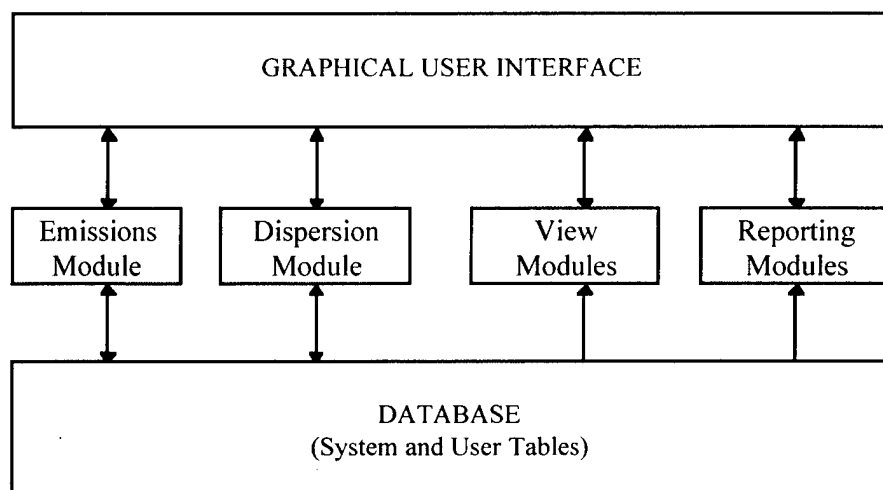 GRAPHICAL USER INTERFACE
Emissions
Module
Dispersion
Module
View
Modules
Reporting
Modules
DATABASE
(System and User Tables)